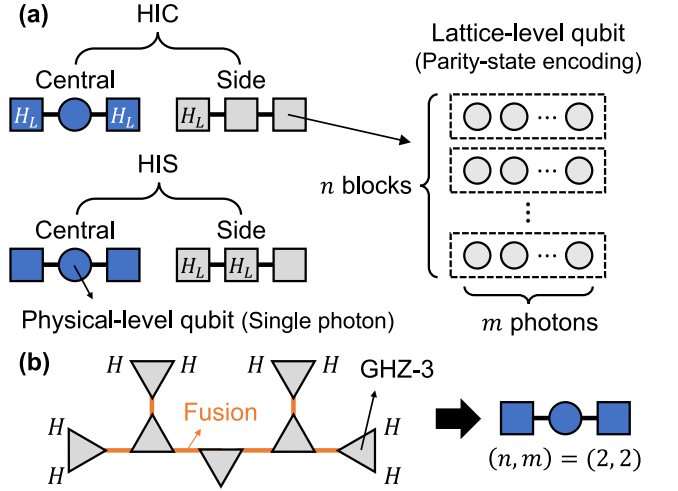 (a)
HIC
Central
Side
H_L
H_L
H_L
HIS
Central
Side
H_L
H_L
Physical-level qubit (Single photon)
Lattice-level qubit
(Parity-state encoding)
n blocks
...
...
⋮
...
m photons
(b)
H
H
H
H
GHZ-3
H
Fusion
H
H
H
(n, m) = (2, 2)